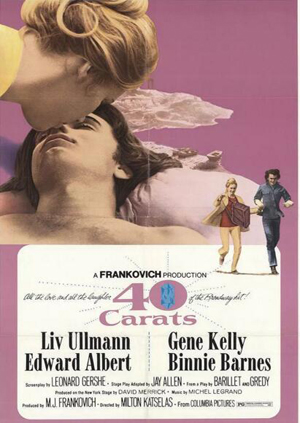 A FRANKOVICH PRODUCTION
All the love and all the laughter
40
of the Broadway hit!
Carats
Liv Ullmann
Gene Kelly
Edward Albert
Binnie Barnes
Screenplay by LEONARD GERSHE • Stage Play Adapted by JAY ALLEN • From a Play by BARILLET and GREDY
Produced on the New York Stage by DAVID MERRICK • Music by MICHEL LEGRAND
Produced by M.J. FRANKOVICH • Directed by MILTON KATSELAS • From COLUMBIA PICTURES
PG